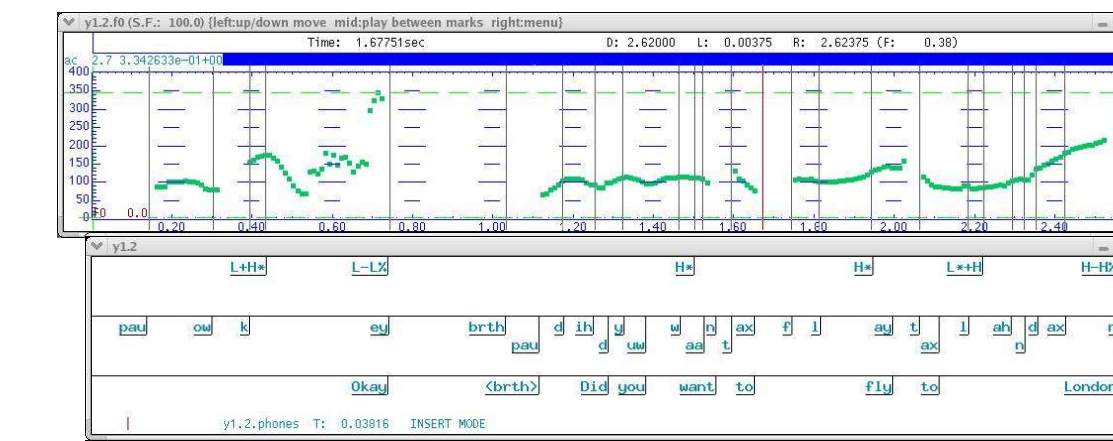 y1.2.f0 (S.F.: 100.0) {left:up/down move mid:play between marks right:menu}
Time: 1.67751sec D: 2.62000 L: 0.00375 R: 2.62375 (F: 0.38)
ac 2.7 3.342633e-01+00
400
350
300
250
200
150
100
50
0
F0 0.0
0.20 0.40 0.60 0.80 1.00 1.20 1.40 1.60 1.80 2.00 2.20 2.40
y1.2
L+H* L-L% H* H* L*+H H-H%
pau ow k ey brth d ih y w n ax f l ay t l ah d ax
pau d uw aa t ax n
Okay <brth> Did you want to fly to London
y1.2.phones T: 0.03816 INSERT MODE